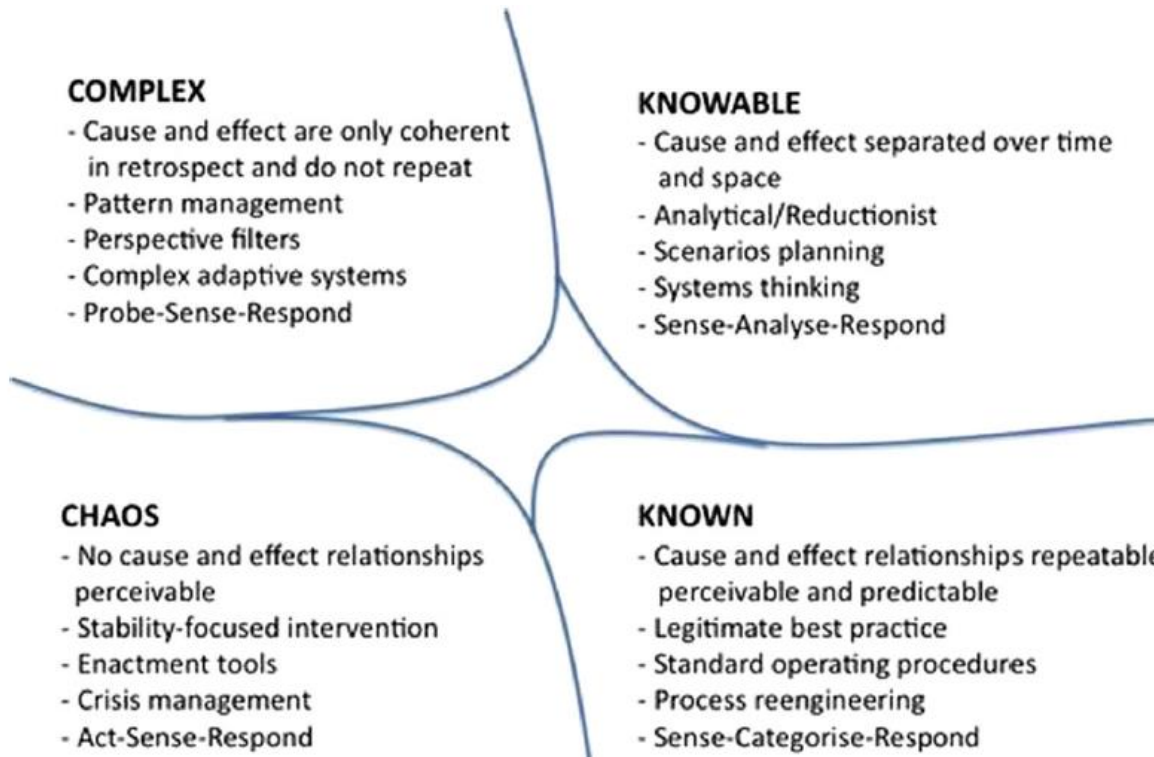 COMPLEX
- Cause and effect are only coherent
in retrospect and do not repeat
- Pattern management
- Perspective filters
- Complex adaptive systems
- Probe-Sense-Respond
KNOWABLE
- Cause and effect separated over time
and space
- Analytical/Reductionist
- Scenarios planning
- Systems thinking
- Sense-Analyse-Respond
CHAOS
- No cause and effect relationships
perceivable
- Stability-focused intervention
- Enactment tools
- Crisis management
- Act-Sense-Respond
KNOWN
- Cause and effect relationships repeatable
perceivable and predictable
- Legitimate best practice
- Standard operating procedures
- Process reengineering
- Sense-Categorise-Respond